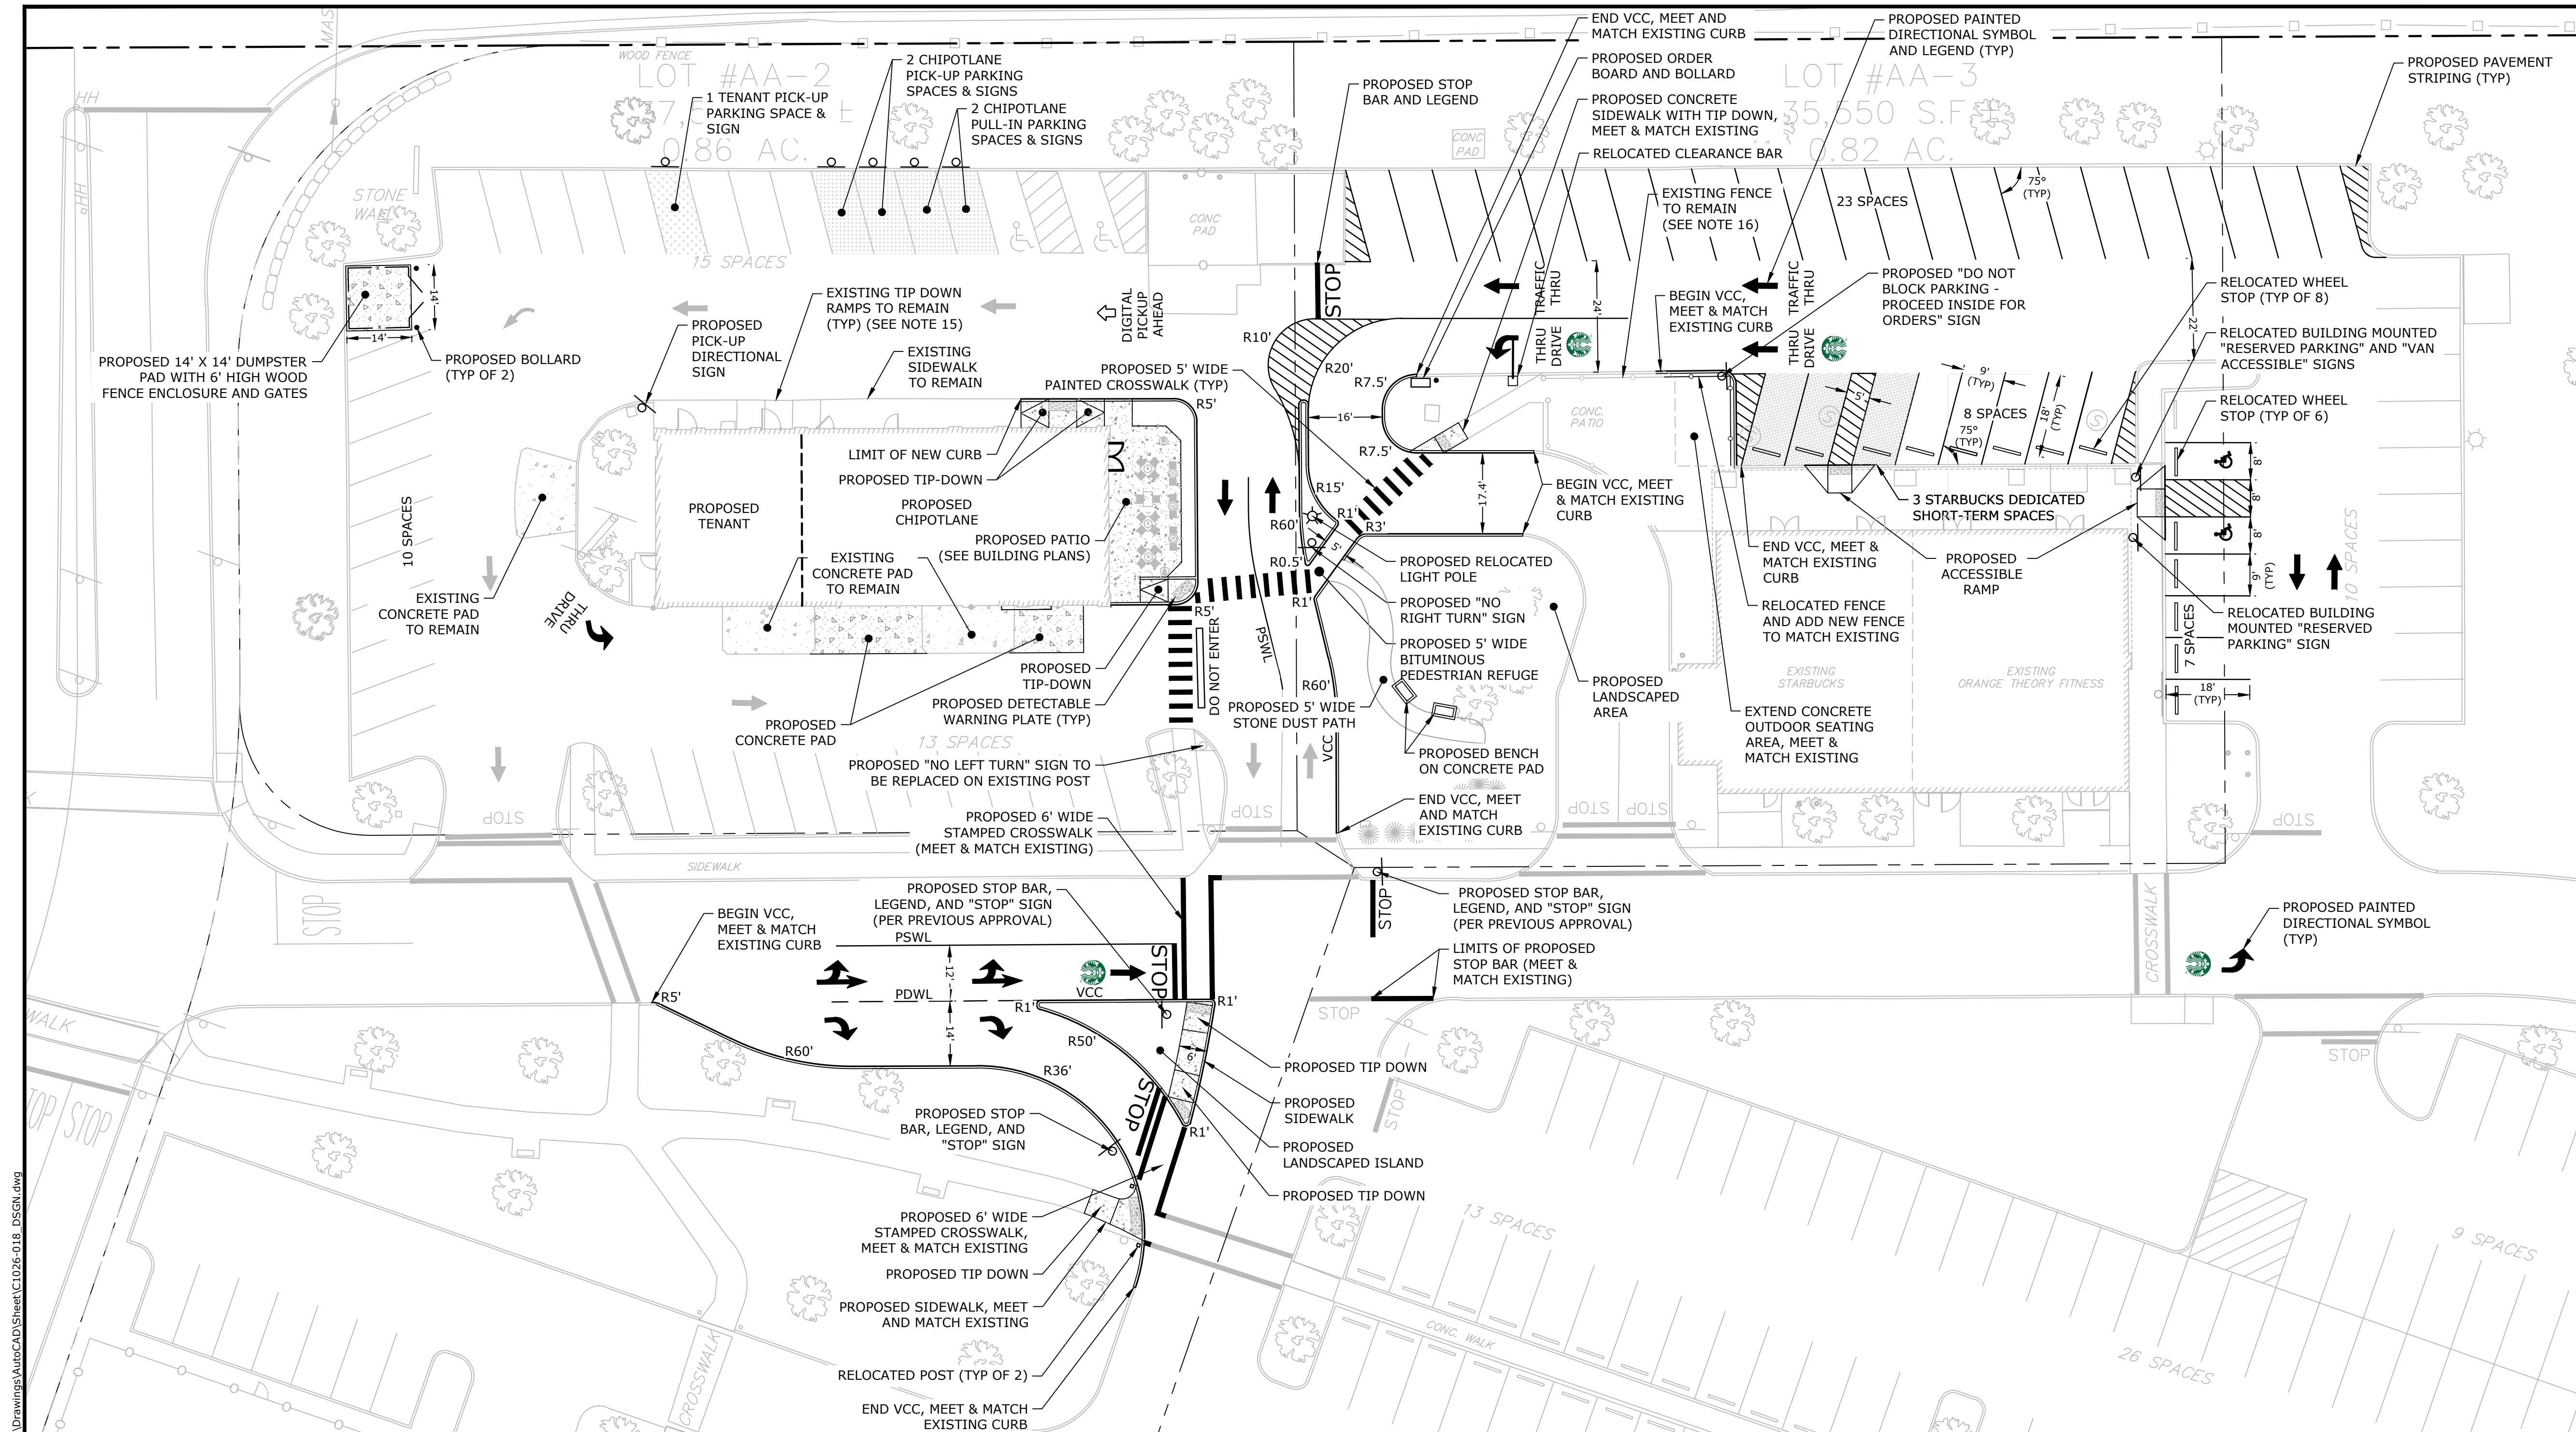 END VCC, MEET AND
MATCH EXISTING CURB
PROPOSED PAINTED
DIRECTIONAL SYMBOL
AND LEGEND (TYP)
WOOD FENCE
LOT #AA-2
0.86 AC.
2 CHIPOTLANE
PICK-UP PARKING
SPACES & SIGNS
PROPOSED ORDER
BOARD AND BOLLARD
LOT #AA-3
35,550 S.F.
0.82 AC.
PROPOSED PAVEMENT
STRIPING (TYP)
HH
HH
1 TENANT PICK-UP
PARKING SPACE &
SIGN
2 CHIPOTLANE
PULL-IN PARKING
SPACES & SIGNS
PROPOSED STOP
BAR AND LEGEND
PROPOSED CONCRETE
SIDEWALK WITH TIP DOWN,
MEET & MATCH EXISTING
CONC
PAD
RELOCATED CLEARANCE BAR
STONE
WALL
CONC
PAD
EXISTING FENCE
TO REMAIN
(SEE NOTE 16)
23 SPACES
75°
(TYP)
15 SPACES
14'
14'
EXISTING TIP DOWN
RAMPS TO REMAIN
(TYP) (SEE NOTE 15)
DIGITAL
PICKUP
AHEAD
STOP
THRU
TRAFFIC
24'
BEGIN VCC,
MEET & MATCH
EXISTING CURB
THRU
TRAFFIC
PROPOSED "DO NOT
BLOCK PARKING -
PROCEED INSIDE FOR
ORDERS" SIGN
22'
RELOCATED WHEEL
STOP (TYP OF 8)
PROPOSED 14' X 14' DUMPSTER
PAD WITH 6' HIGH WOOD
FENCE ENCLOSURE AND GATES
PROPOSED BOLLARD
(TYP OF 2)
PROPOSED
PICK-UP
DIRECTIONAL
SIGN
EXISTING
SIDEWALK
TO REMAIN
R10'
R20'
R7.5'
THRU
DRIVE
THRU
DRIVE
RELOCATED BUILDING MOUNTED
"RESERVED PARKING" AND "VAN
ACCESSIBLE" SIGNS
PROPOSED 5' WIDE
PAINTED CROSSWALK (TYP)
R5'
16'
CONC.
PATIO
5'
9'
(TYP)
8 SPACES
18'
(TYP)
75°
(TYP)
S
S
RELOCATED WHEEL
STOP (TYP OF 6)
LIMIT OF NEW CURB
PROPOSED TIP-DOWN
R7.5'
17.4'
BEGIN VCC, MEET
& MATCH EXISTING
CURB
8'
8'
8'
9'
(TYP)
10 SPACES
PROPOSED
TENANT
PROPOSED
CHIPOTLANE
PROPOSED PATIO
(SEE BUILDING PLANS)
R15'
R1'
R60'
R3'
5'
R0.5'
R1'
3 STARBUCKS DEDICATED
SHORT-TERM SPACES
END VCC, MEET &
MATCH EXISTING
CURB
PROPOSED
ACCESSIBLE
RAMP
10 SPACES
SIGN
EXISTING
CONCRETE PAD
TO REMAIN
EXISTING
CONCRETE PAD
TO REMAIN
THRU
DRIVE
R5'
PROPOSED RELOCATED
LIGHT POLE
PROPOSED "NO
RIGHT TURN" SIGN
RELOCATED FENCE
AND ADD NEW FENCE
TO MATCH EXISTING
RELOCATED BUILDING
MOUNTED "RESERVED
PARKING" SIGN
7 SPACES
18'
(TYP)
PROPOSED
TIP-DOWN
PROPOSED DETECTABLE
WARNING PLATE (TYP)
DO NOT ENTER
PSWL
R60'
PROPOSED 5' WIDE
BITUMINOUS
PEDESTRIAN REFUGE
PROPOSED
LANDSCAPED
AREA
EXISTING
STARBUCKS
EXISTING
ORANGE THEORY FITNESS
PROPOSED
CONCRETE PAD
13 SPACES
PROPOSED 5' WIDE
STONE DUST PATH
VCC
EXTEND CONCRETE
OUTDOOR SEATING
AREA, MEET &
MATCH EXISTING
PROPOSED "NO LEFT TURN" SIGN TO
BE REPLACED ON EXISTING POST
PROPOSED BENCH
ON CONCRETE PAD
END VCC, MEET
AND MATCH
EXISTING CURB
STOP
STOP
STOP
STOP
STOP
PROPOSED 6' WIDE
STAMPED CROSSWALK
(MEET & MATCH EXISTING)
SIDEWALK
STOP
BEGIN VCC,
MEET & MATCH
EXISTING CURB
PROPOSED STOP BAR,
LEGEND, AND "STOP" SIGN
(PER PREVIOUS APPROVAL)
STOP
PROPOSED STOP BAR,
LEGEND, AND "STOP" SIGN
(PER PREVIOUS APPROVAL)
CROSSWALK
PROPOSED PAINTED
DIRECTIONAL SYMBOL
(TYP)
PSWL
12'
STOP
LIMITS OF PROPOSED
STOP BAR (MEET &
MATCH EXISTING)
R5'
PDWL
VCC
R1'
R1'
STOP
14'
WALK
R60'
R50'
R36'
6'
STOP
STOP
STOP
STOP
STOP
PROPOSED TIP DOWN
PROPOSED
SIDEWALK
PROPOSED
LANDSCAPED ISLAND
PROPOSED TIP DOWN
PROPOSED STOP
BAR, LEGEND, AND
"STOP" SIGN
R1'
PROPOSED 6' WIDE
STAMPED CROSSWALK,
MEET & MATCH EXISTING
PROPOSED TIP DOWN
PROPOSED SIDEWALK, MEET
AND MATCH EXISTING
RELOCATED POST (TYP OF 2)
END VCC, MEET & MATCH
EXISTING CURB
13 SPACES
9 SPACES
26 SPACES
CONC. WALK
CROSSWALK
\Drawings\AutoCAD\Sheet\C1026-018_DSGN.dwg